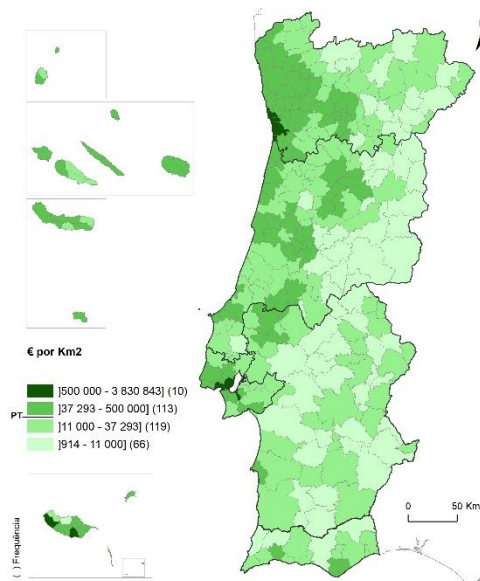 € por Km2
]500 000 - 3 830 843] (10)
]37 293 - 500 000] (113)
PT
]11 000 - 37 293] (119)
]914 - 11 000] (66)
( ) Frequência
0 50 Km